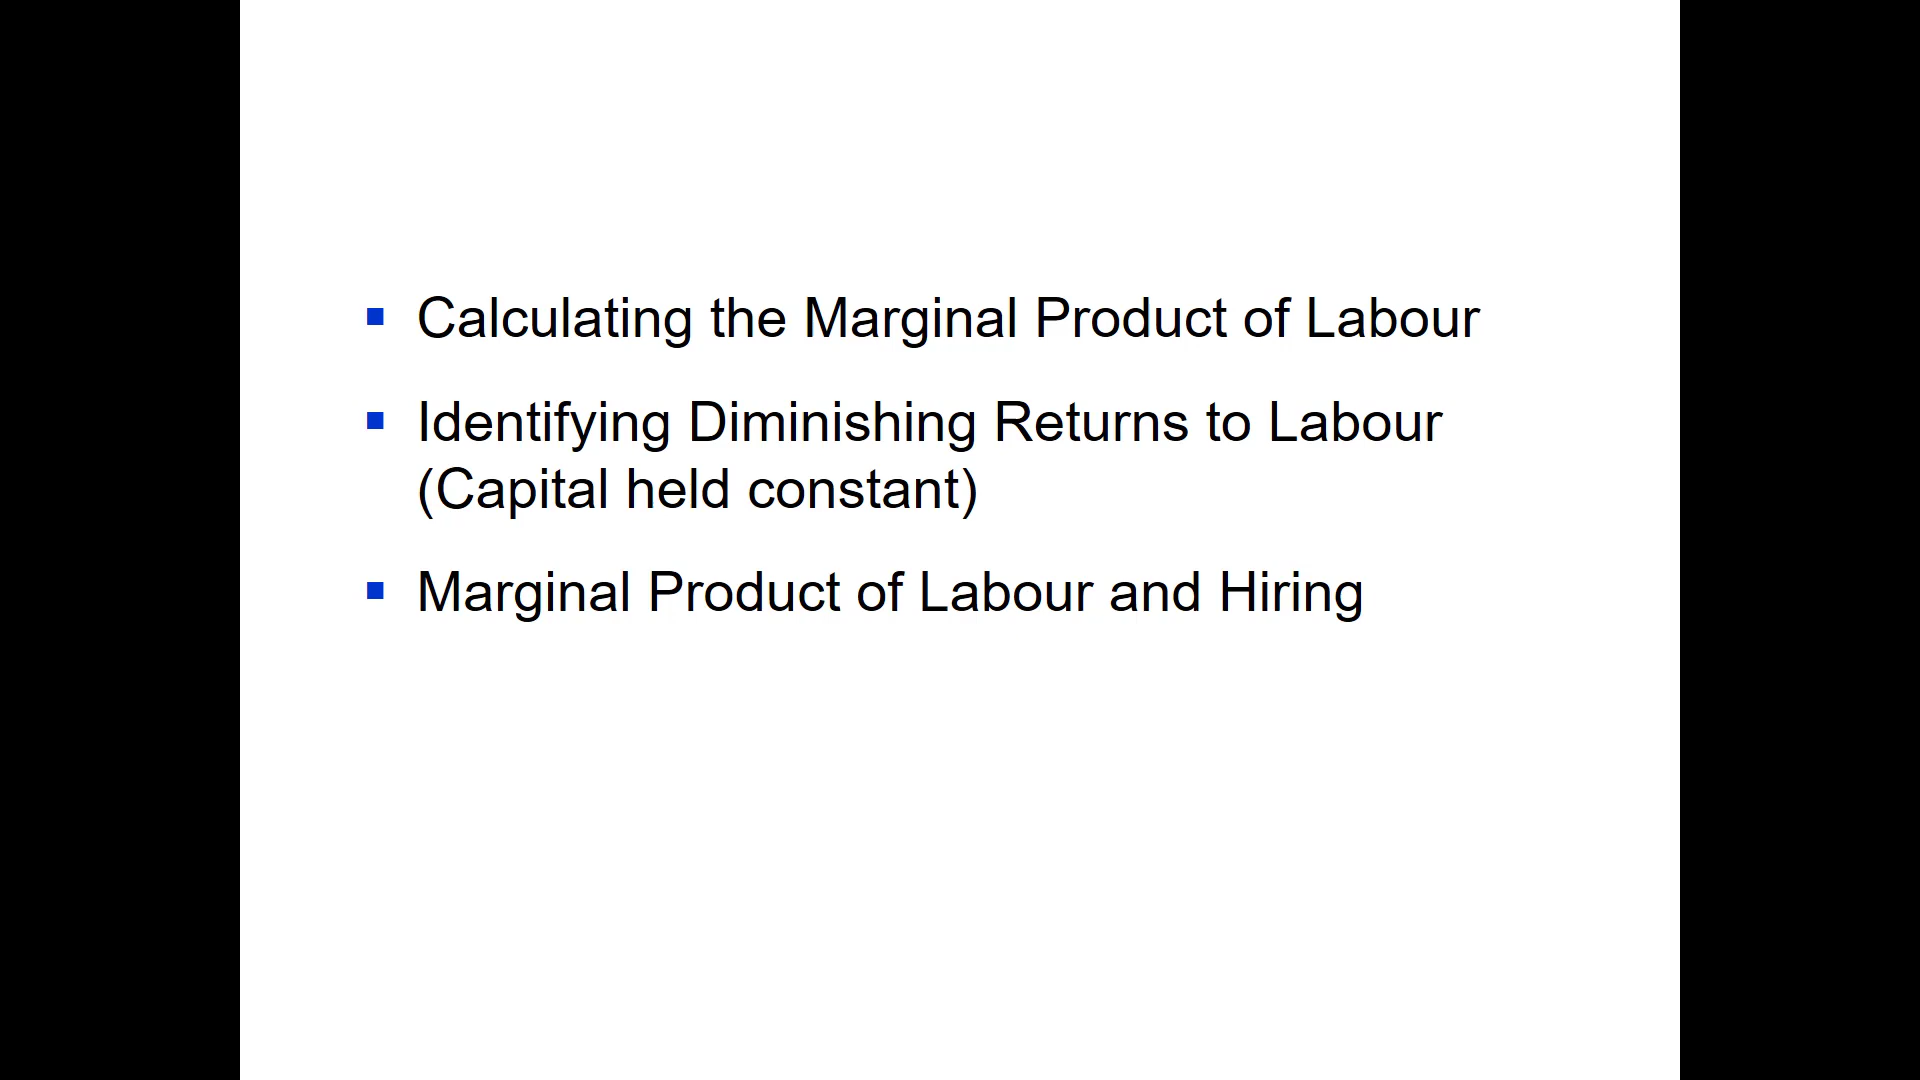 ▪ Calculating the Marginal Product of Labour
▪ Identifying Diminishing Returns to Labour
(Capital held constant)
▪ Marginal Product of Labour and Hiring